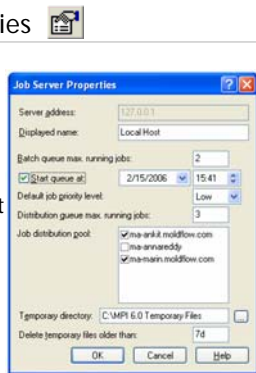 ies
Job Server Properties
Server address: 127.0.0.1
Displayed name: Local Host
Batch queue max. running jobs: 2
Start queue at: 2/15/2006 15:41
t
Default job priority level: Low
Distribution queue max. running jobs: 3
Job distribution pool: ma-ankit.moldflow.com
ma-annareddy
ma-marin.moldflow.com
Temporary directory: C:\MPI 6.0 Temporary Files
Delete temporary files older than: 7d
OK Cancel Help